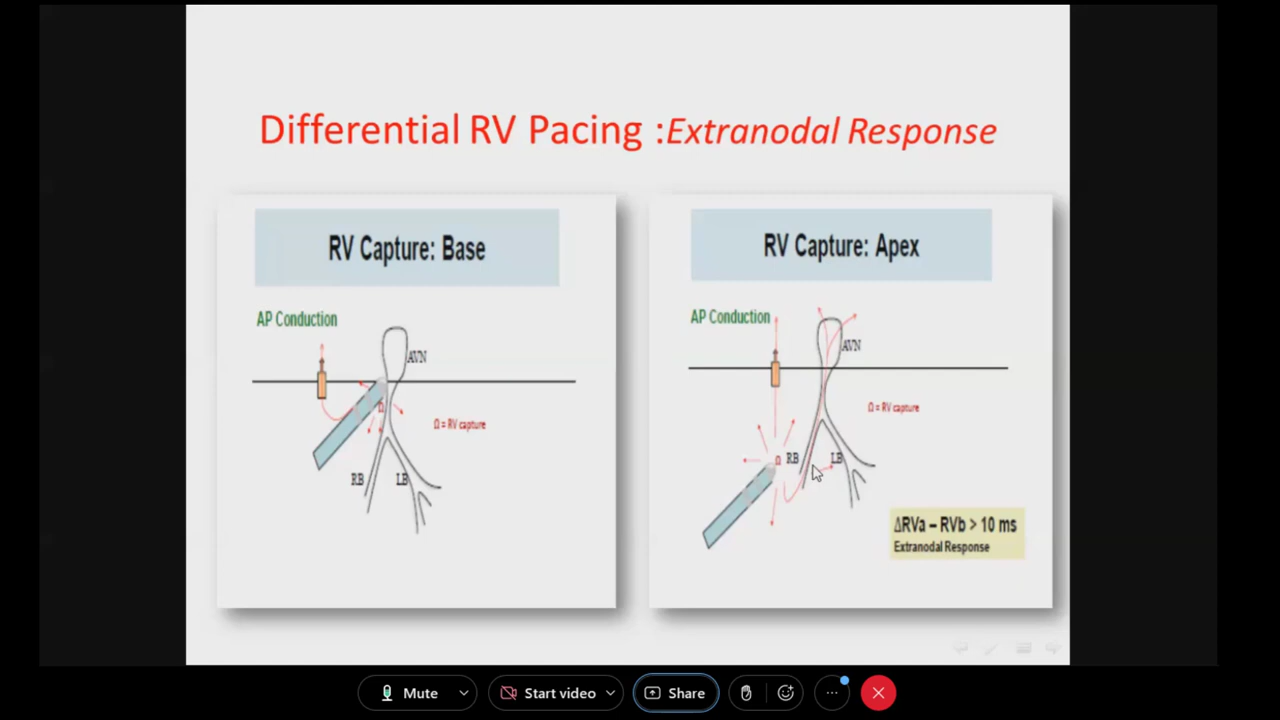 Differential RV Pacing :Extranodal Response
RV Capture: Base
AP Conduction
AVN
Ω
Ω = RV capture
RB
LB
RV Capture: Apex
AP Conduction
AVN
Ω = RV capture
Ω
RB
LB
ΔRVa – RVb > 10 ms
Extranodal Response
Mute
Start video
Share